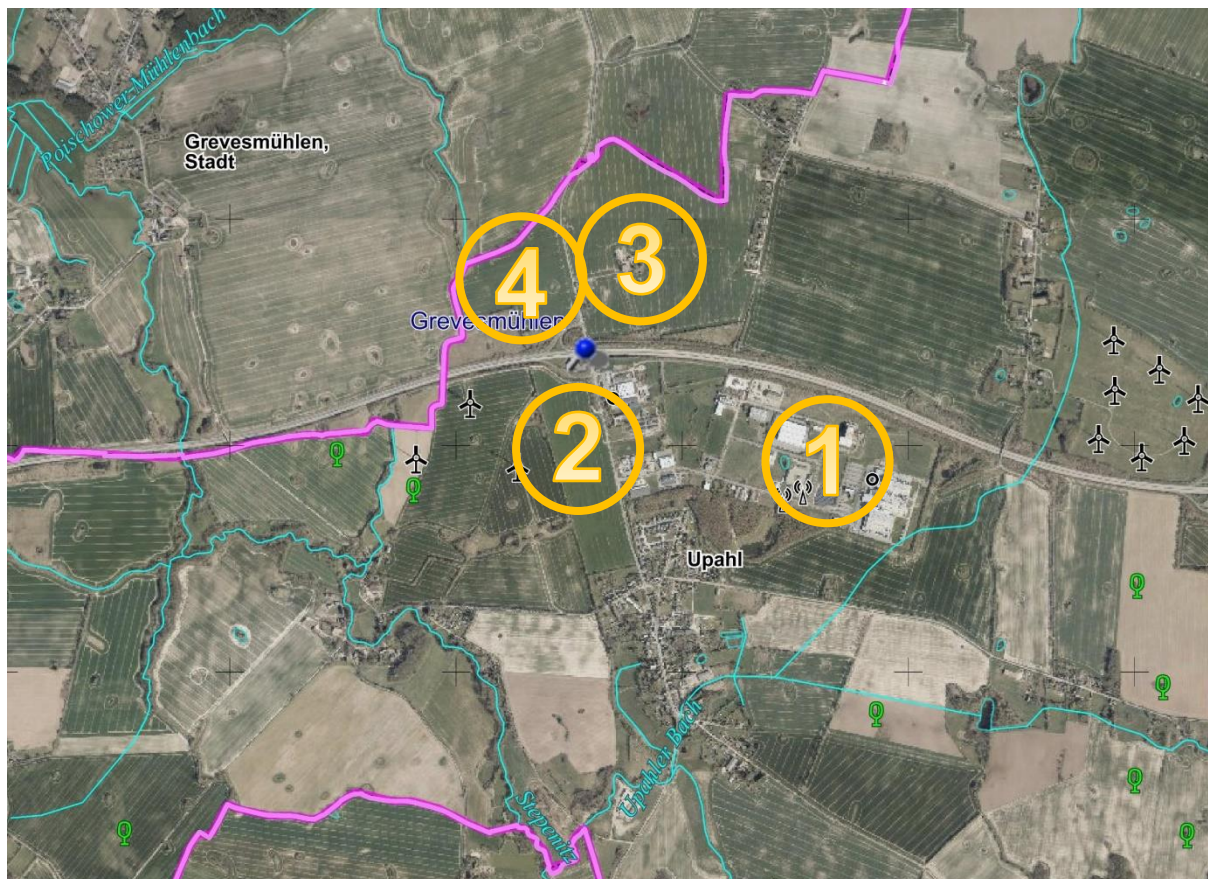 Poischower-Mühlenbach
Grevesmühlen,
Stadt
3
4
Grevesmühlen
2
1
Upahl
Upahler Bach
Stepenitz